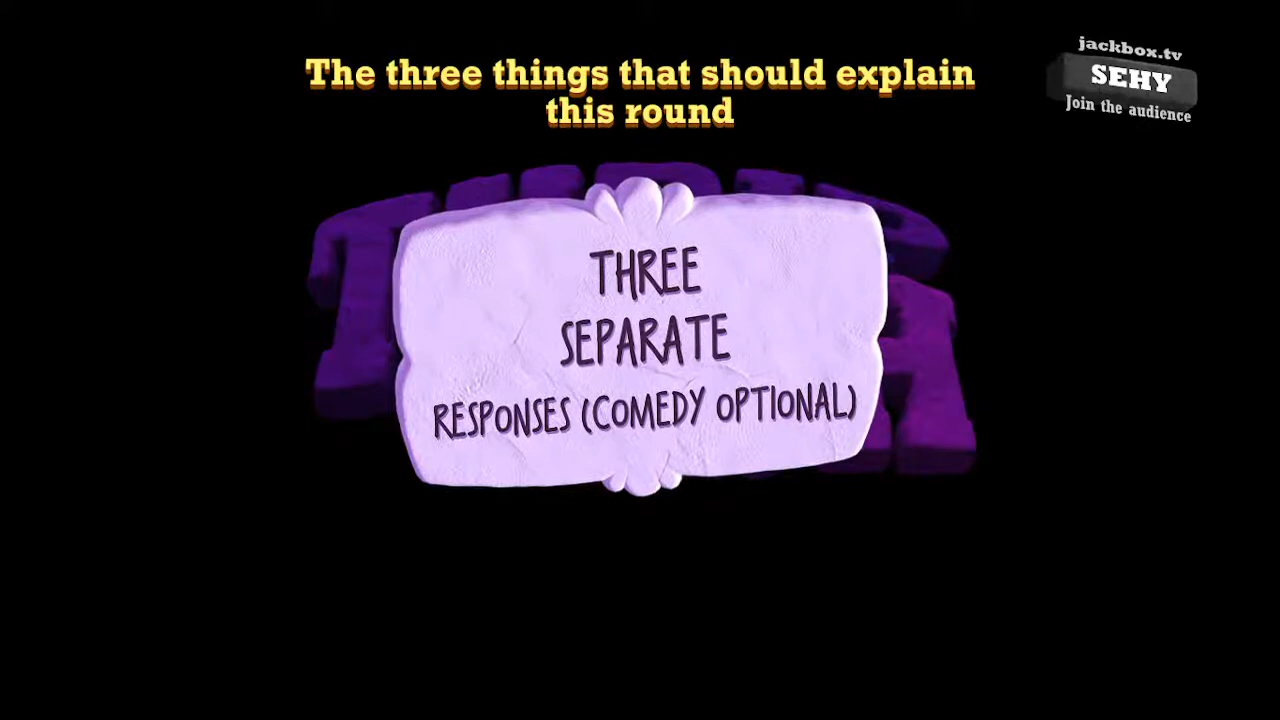 The three things that should explain
this round
jackbox.tv
SEHY
Join the audience
THREE
SEPARATE
RESPONSES (COMEDY OPTIONAL)